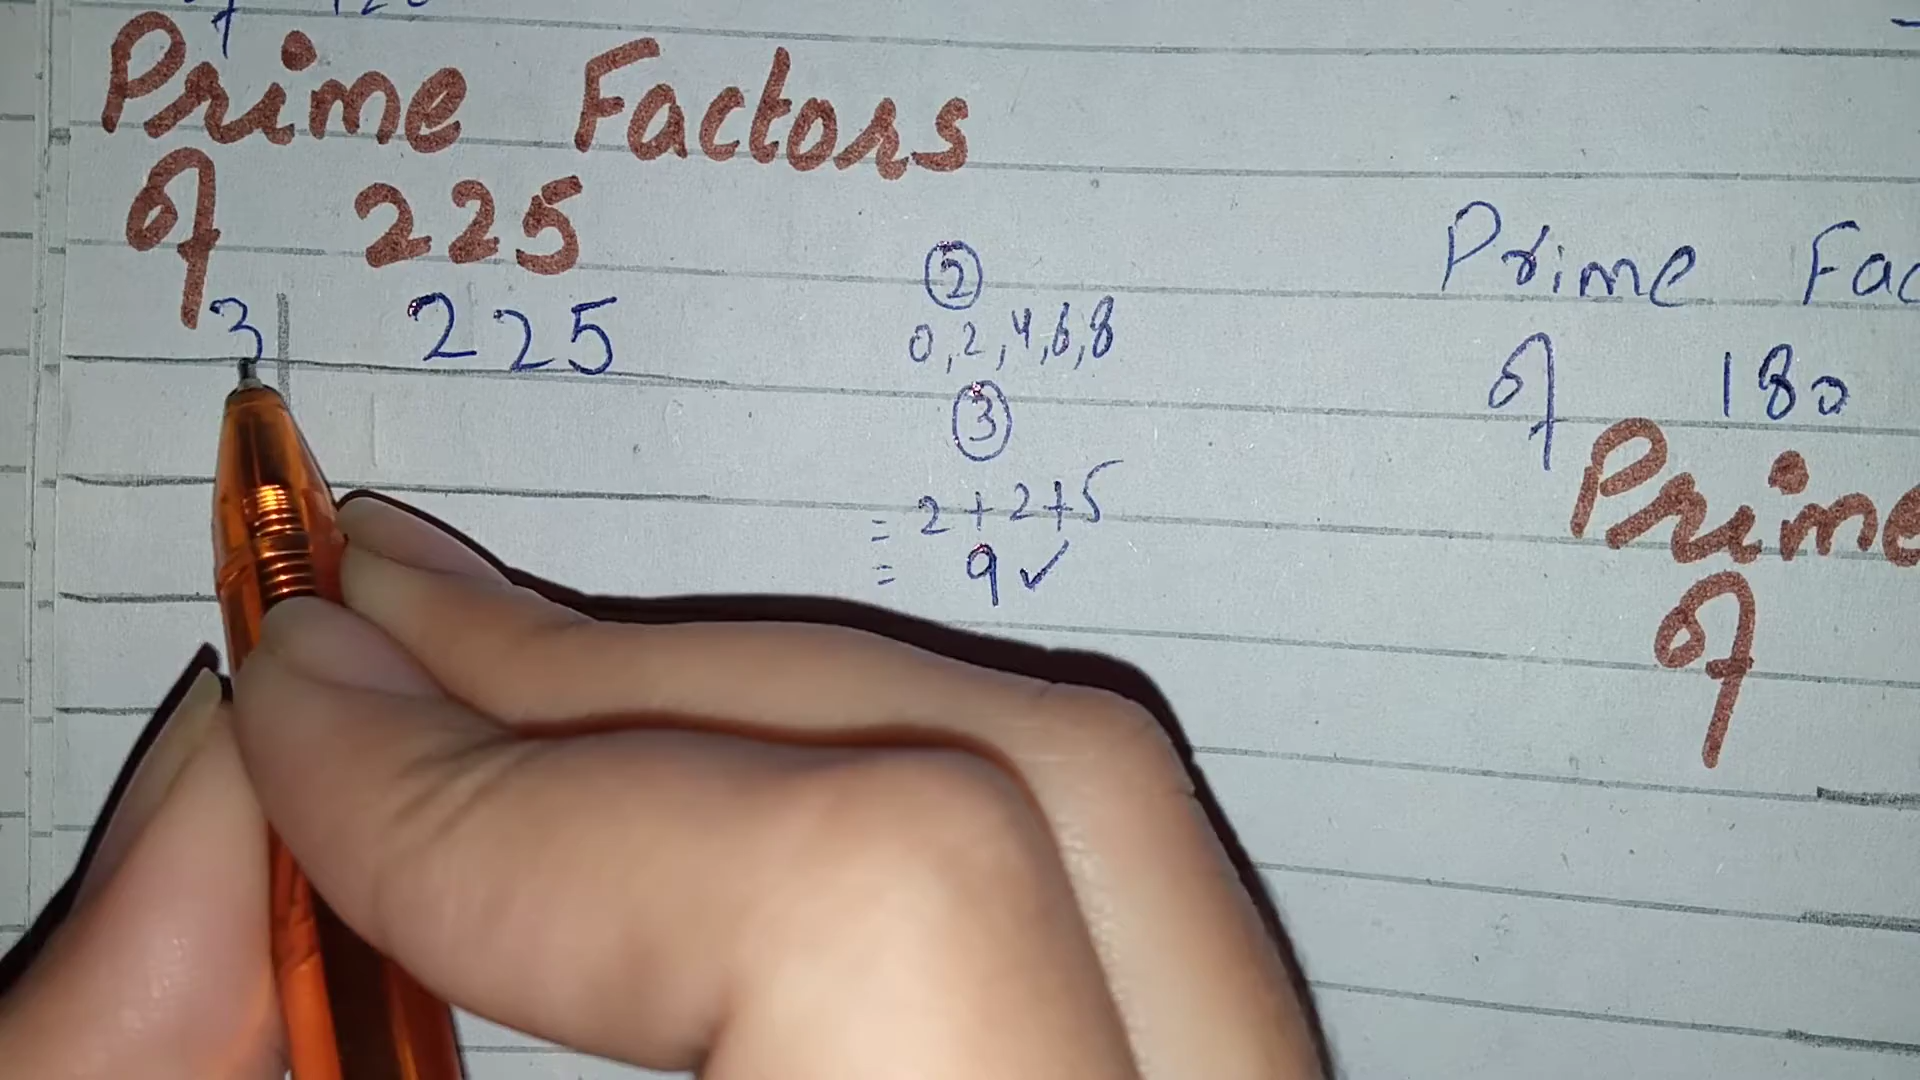 Prime Factors
of 225
3 225
2
0, 2, 4, 6, 8
3
= 2 + 2 + 5
= 9 ✓
Prime Fac
of 180
Prime
of